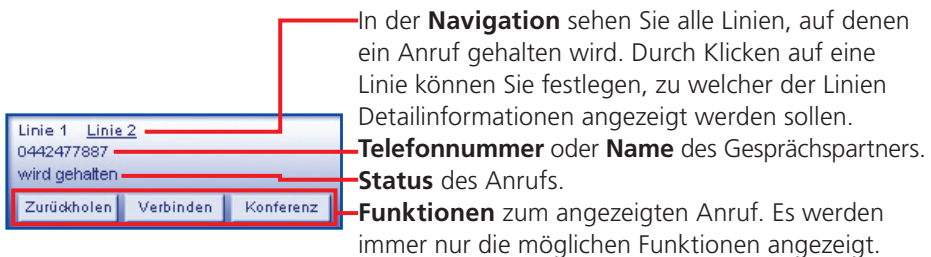 In der Navigation sehen Sie alle Linien, auf denen
ein Anruf gehalten wird. Durch Klicken auf eine
Linie können Sie festlegen, zu welcher der Linien
Detailinformationen angezeigt werden sollen.
Telefonnummer oder Name des Gesprächspartners.
Status des Anrufs.
Funktionen zum angezeigten Anruf. Es werden
immer nur die möglichen Funktionen angezeigt.
Linie 1 Linie 2
0442477887
wird gehalten
Zurückholen Verbinden Konferenz